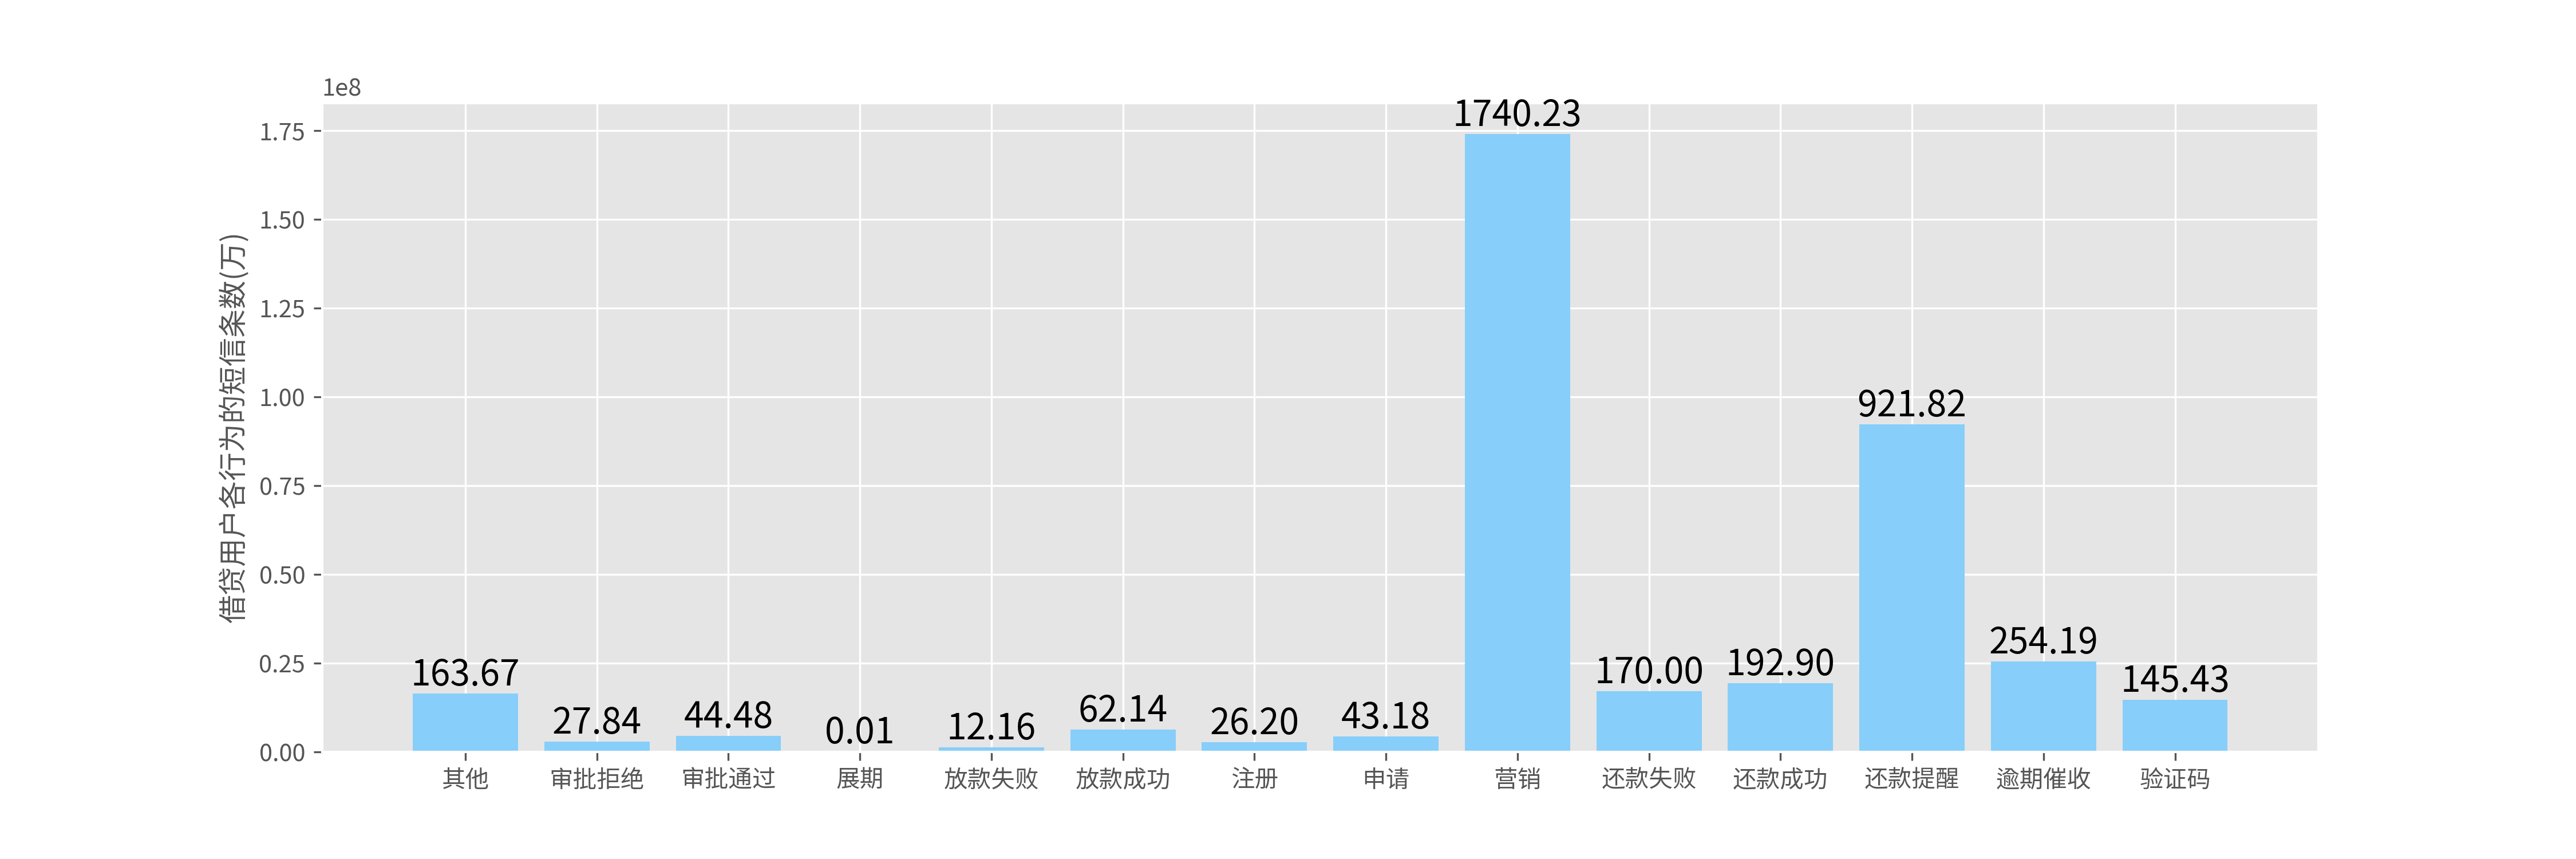 1e8
1.75
1.50
1.25
1.00
0.75
0.50
0.25
0.00
借贷用户各行为的短信条数(万)
163.67
27.84
44.48
0.01
12.16
62.14
26.20
43.18
1740.23
170.00
192.90
921.82
254.19
145.43
其他
审批拒绝
审批通过
展期
放款失败
放款成功
注册
申请
营销
还款失败
还款成功
还款提醒
逾期催收
验证码